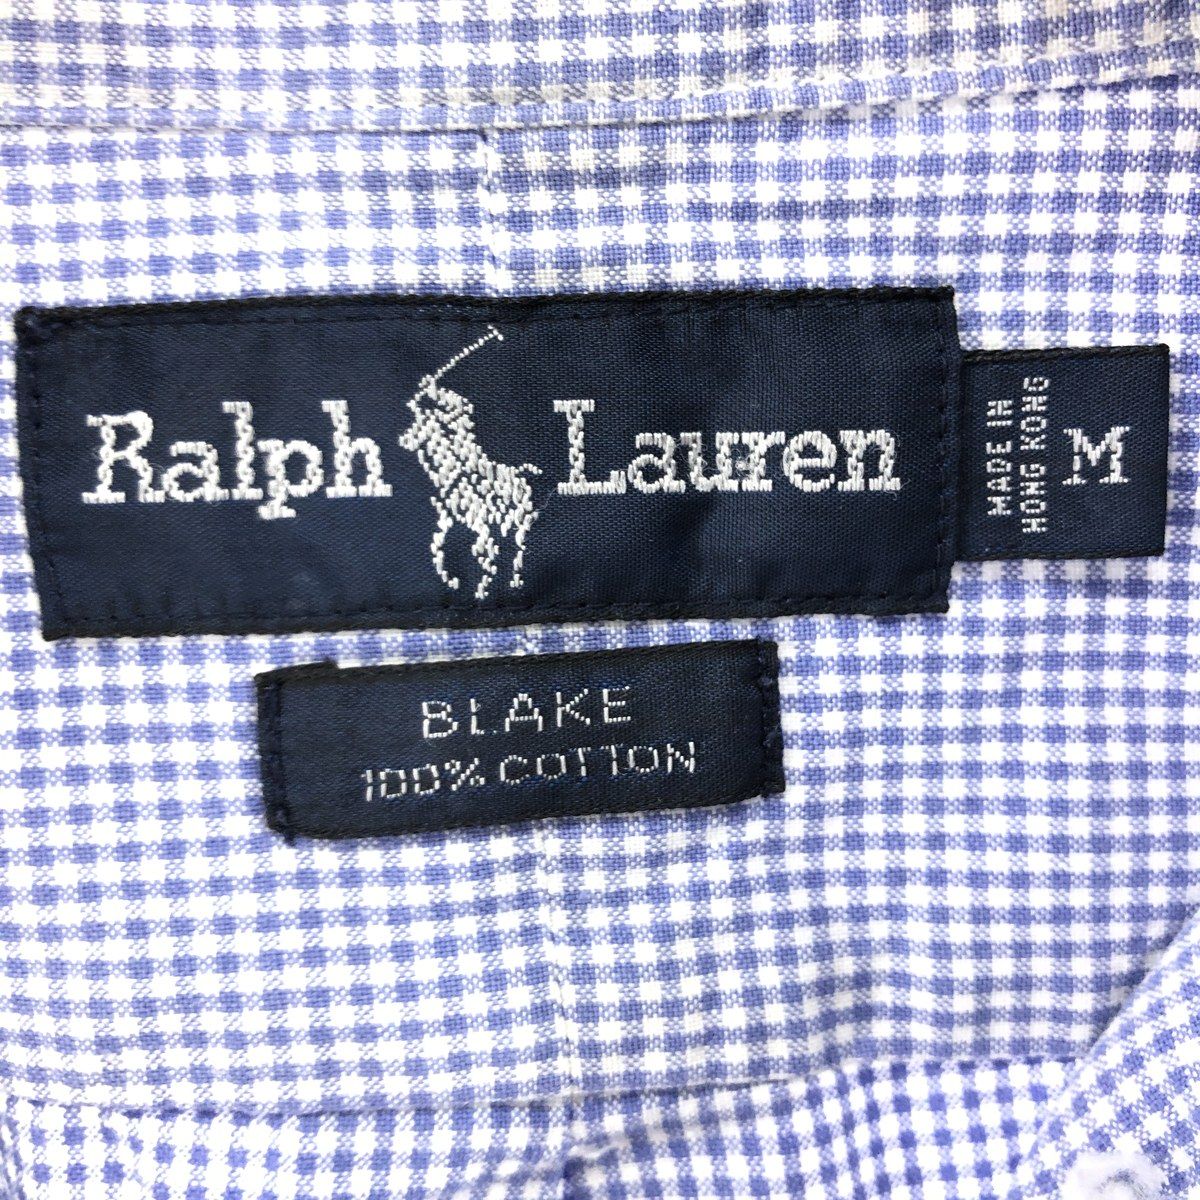 Ralph Lauren
MADE IN
HONG KONG
M
BLAKE
100% COTTON